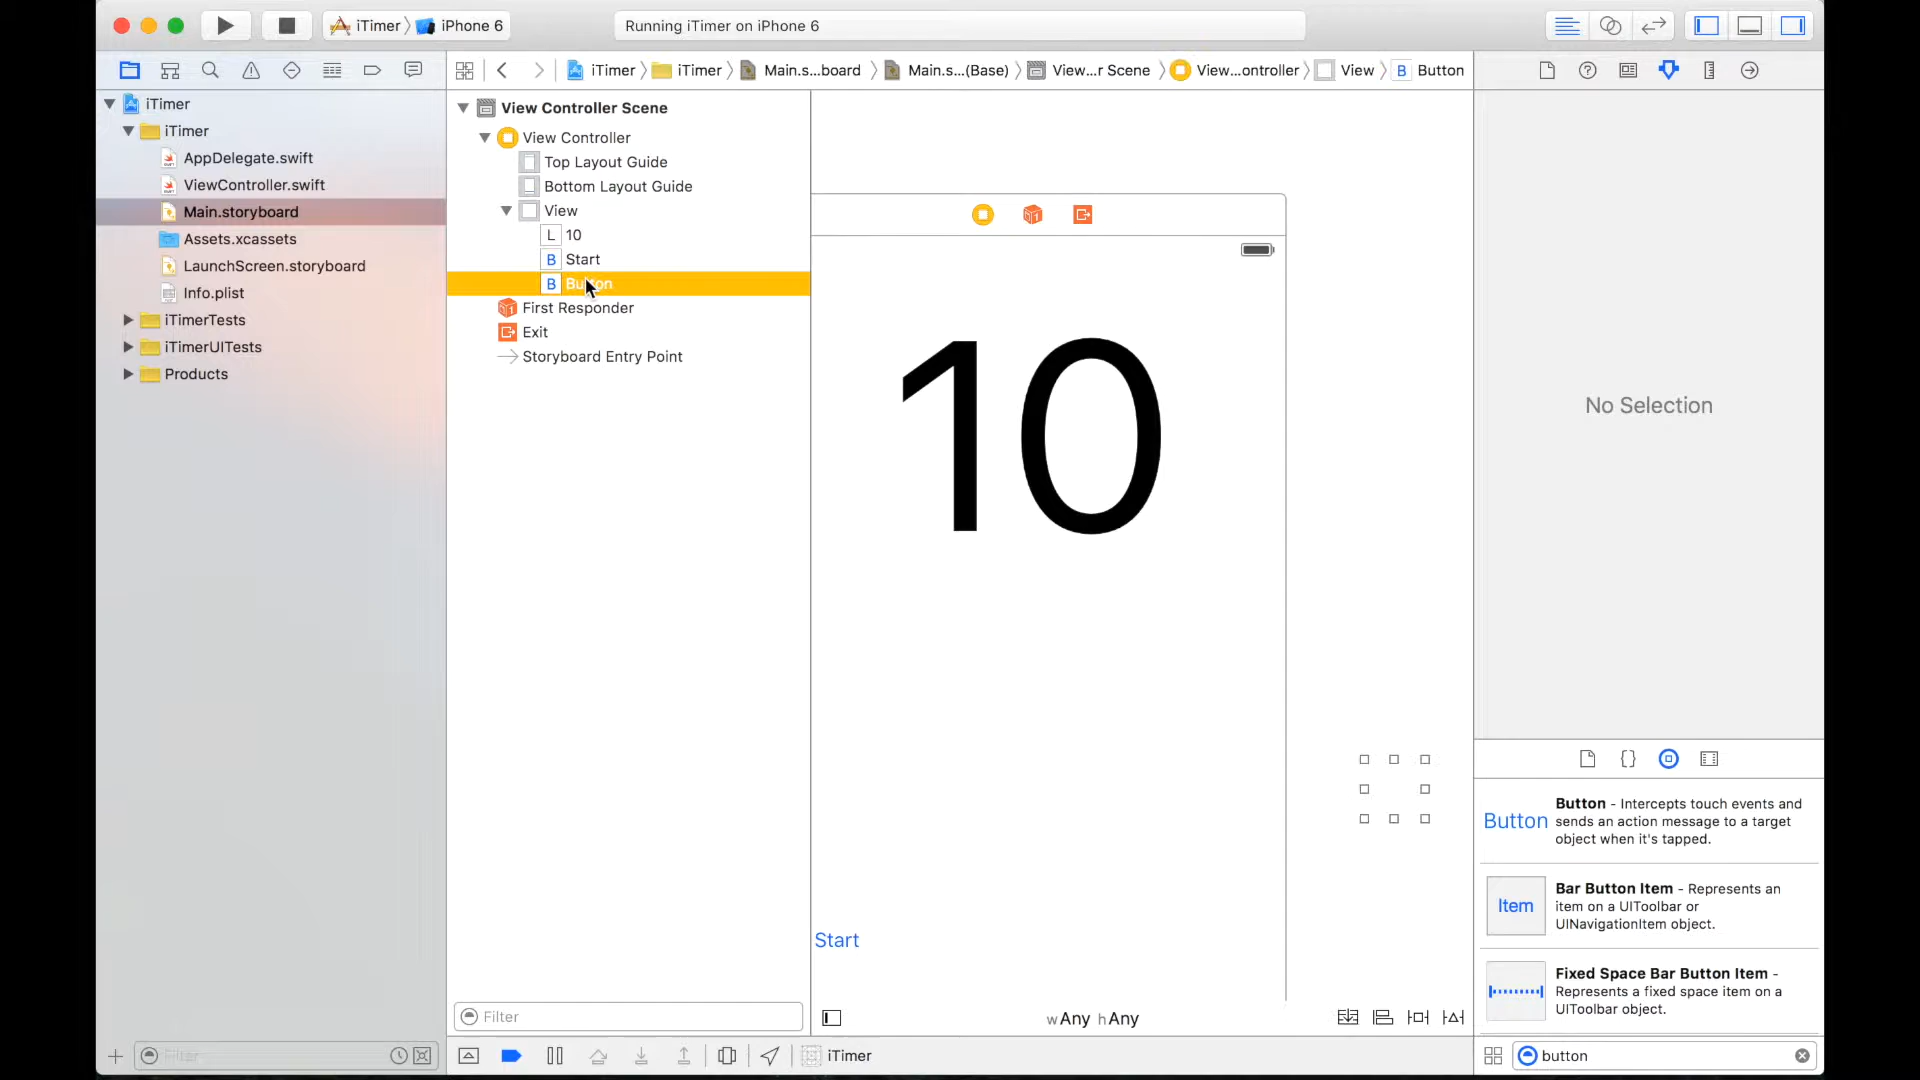 iTimer
iPhone 6
Running iTimer on iPhone 6
iTimer
iTimer
Main.s...board
Main.s...(Base)
View...r Scene
View...ontroller
View
B Button
iTimer
iTimer
AppDelegate.swift
ViewController.swift
Main.storyboard
Assets.xcassets
LaunchScreen.storyboard
Info.plist
iTimerTests
iTimerUITests
Products
View Controller Scene
View Controller
Top Layout Guide
Bottom Layout Guide
View
L 10
B Start
B Button
First Responder
Exit
Storyboard Entry Point
10
Start
No Selection
Button
Button - Intercepts touch events and
sends an action message to a target
object when it's tapped.
Item
Bar Button Item - Represents an
item on a UIToolbar or
UINavigationItem object.
Fixed Space Bar Button Item -
Represents a fixed space item on a
UIToolbar object.
Filter
wAny hAny
Filter
iTimer
button